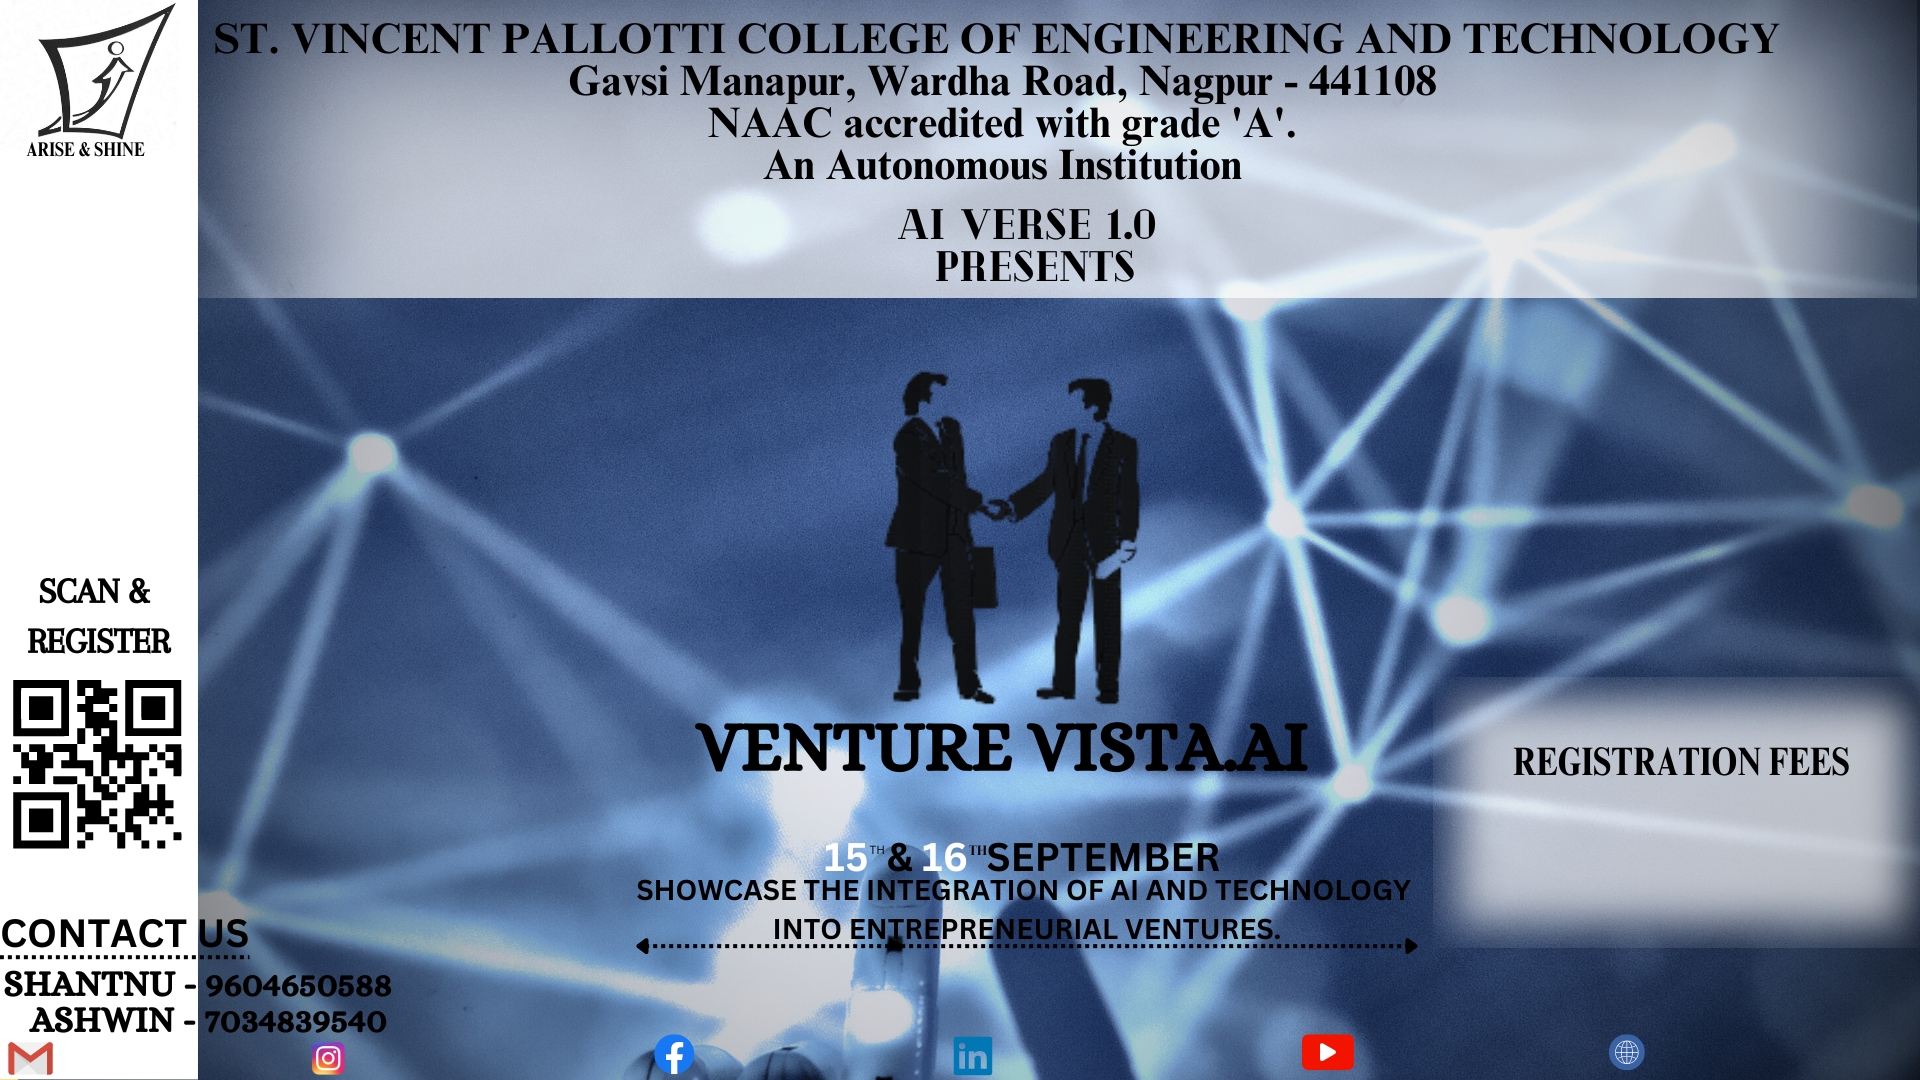 ARISE & SHINE
ST. VINCENT PALLOTTI COLLEGE OF ENGINEERING AND TECHNOLOGY
Gavsi Manapur, Wardha Road, Nagpur - 441108
NAAC accredited with grade 'A'.
An Autonomous Institution
AI VERSE 1.0
PRESENTS
SCAN &
REGISTER
VENTURE VISTA.AI
REGISTRATION FEES
15TH & 16TH SEPTEMBER
SHOWCASE THE INTEGRATION OF AI AND TECHNOLOGY
INTO ENTREPRENEURIAL VENTURES.
CONTACT US
SHANTNU - 9604650588
ASHWIN - 7034839540